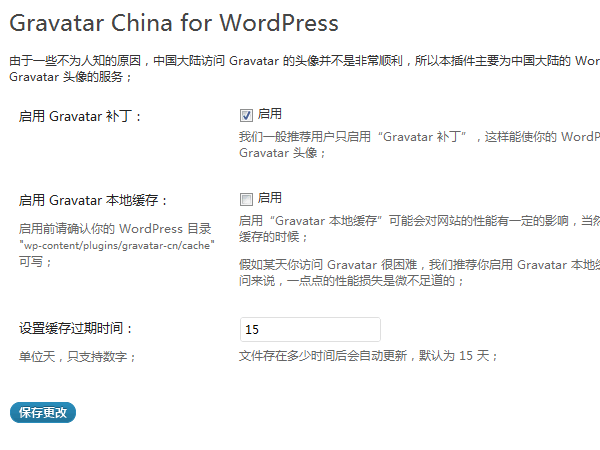 Gravatar China for WordPress
由于一些不为人知的原因，中国大陆访问 Gravatar 的头像并不是非常顺利，所以本插件主要为中国大陆的
Gravatar 头像的服务；
启用 Gravatar 补丁：
启用
我们一般推荐用户只启用“Gravatar 补丁”，这样能使你的
Gravatar 头像；
启用 Gravatar 本地缓存：
启用
启用前请确认你的 WordPress 目录
"wp-content/plugins/gravatar-cn/cache"
可写；
启用“Gravatar 本地缓存”可能会对网站的性能有一定的影响，当然
缓存的时候；
假如某天你访问 Gravatar 很困难，我们推荐你启用 Gravatar 本地缓
问来说，一点点的性能损失是微不足道的；
设置缓存过期时间：
15
单位天，只支持数字；
文件存在多少时间后会自动更新，默认为 15 天；
保存更改